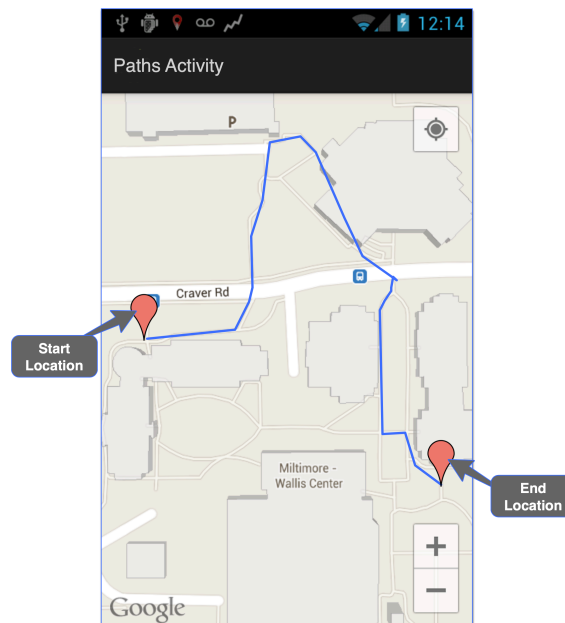 12:14
Paths Activity
P
Craver Rd
Start
Location
Miltimore -
Wallis Center
End
Location
+
−
Google